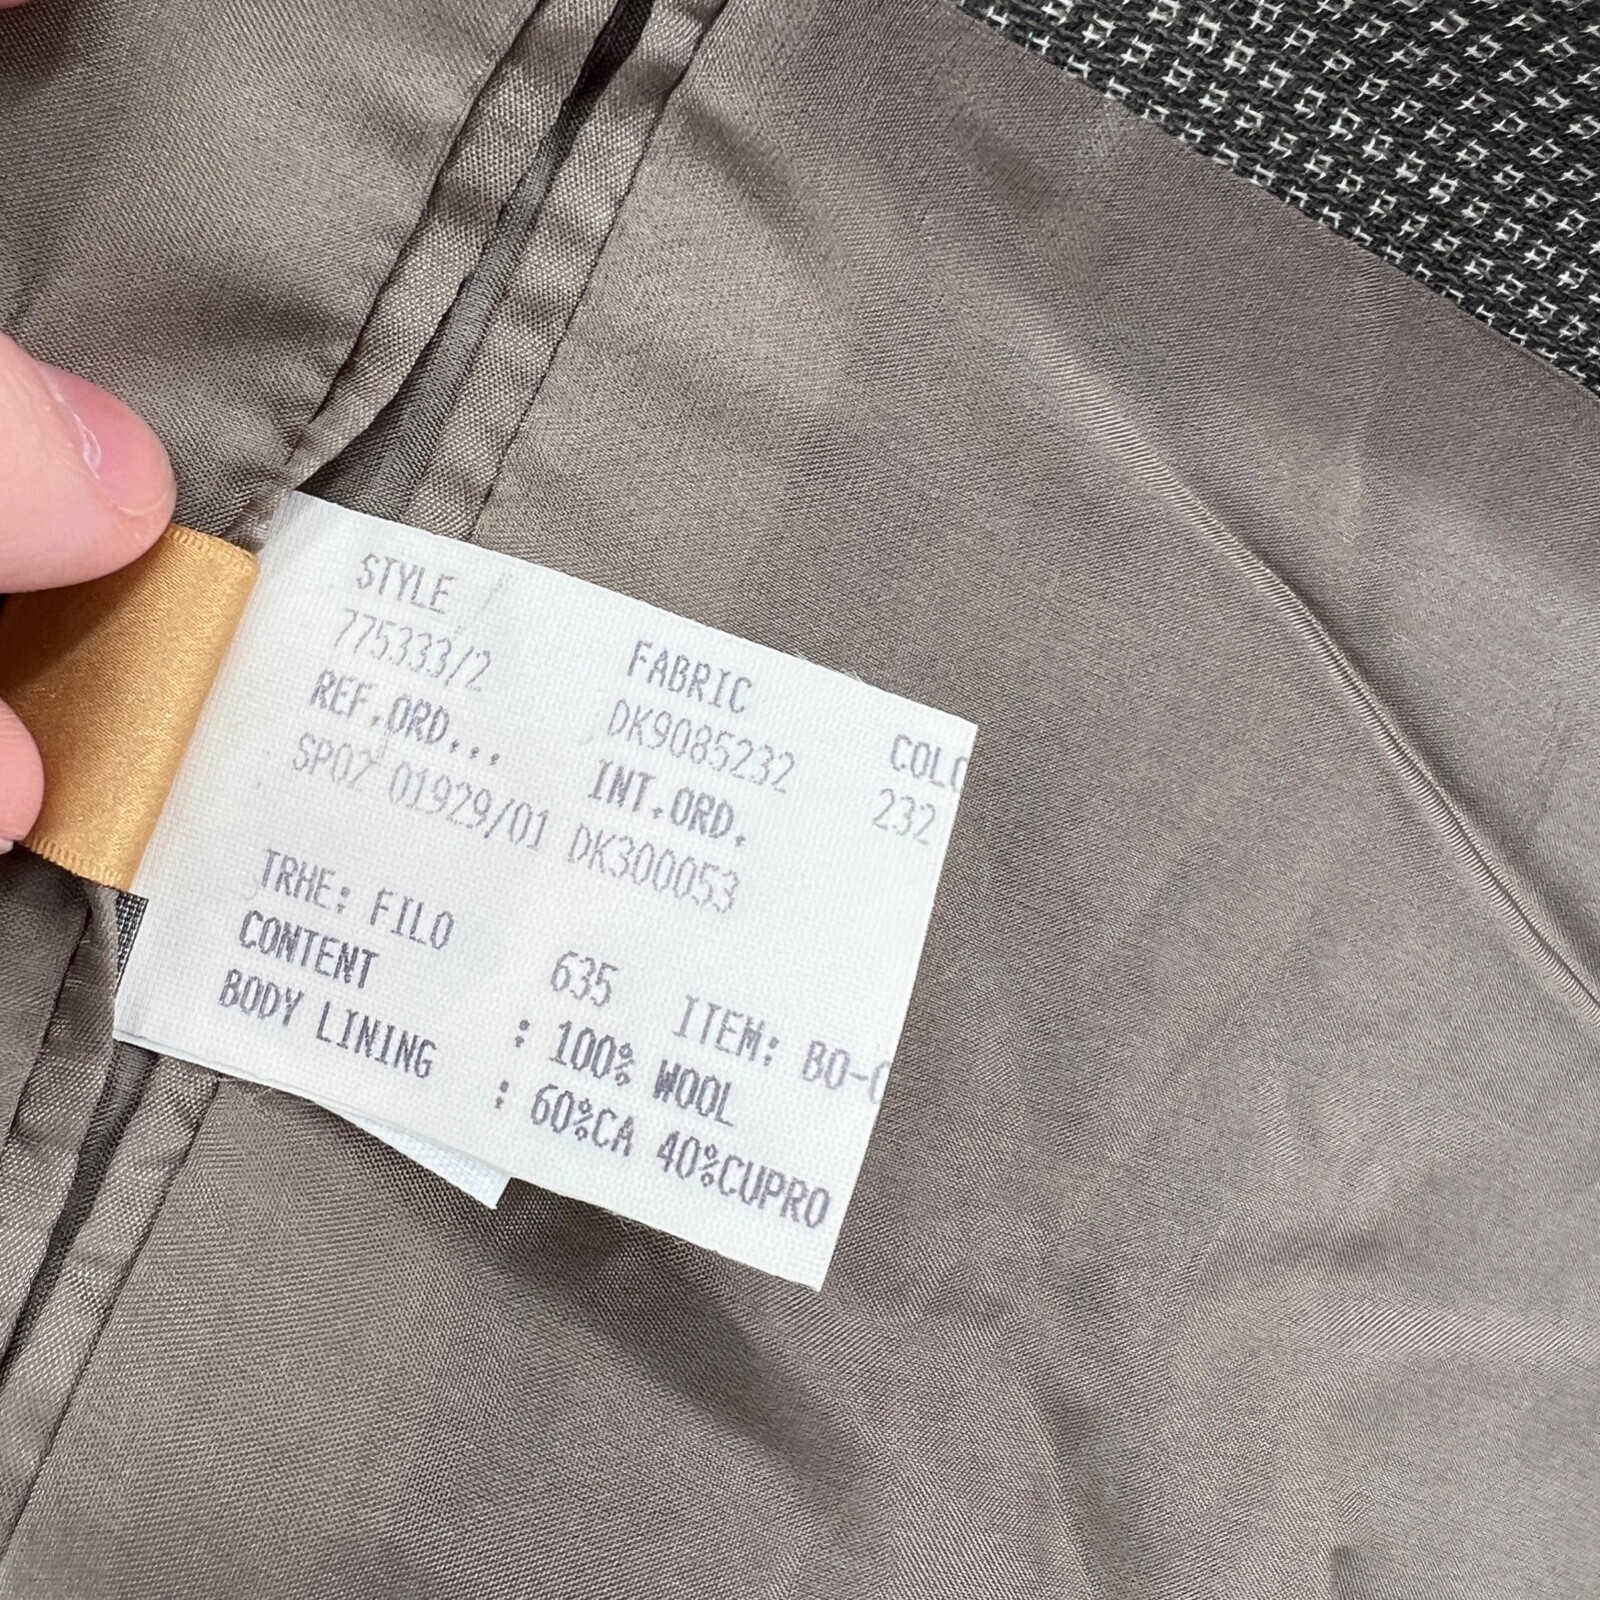 STYLE FABRIC COLO
775333/2 DK9085232 232
REF.ORD... INT.ORD.
SP02 01929/01 DK300053
TRHE: FILO 635 ITEM: BO-
CONTENT : 100% WOOL
BODY LINING : 60%CA 40%CUPRO